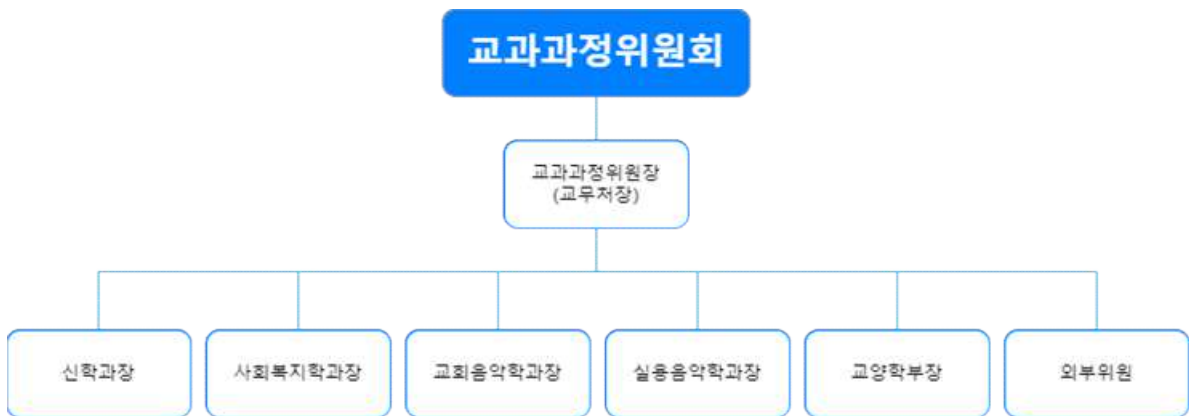 교과과정위원회
교과과정위원장
(교무처장)
신학과장
사회복지학과장
교회음악학과장
실용음악학과장
교양학부장
외부위원